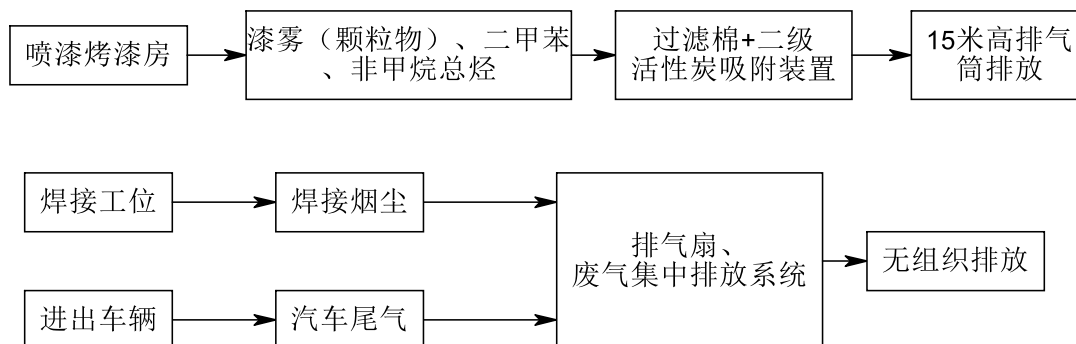 喷漆烤漆房
漆雾（颗粒物）、二甲苯
、非甲烷总烃
过滤棉+二级
活性炭吸附装置
15米高排气
筒排放
焊接工位
焊接烟尘
排气扇、
废气集中排放系统
无组织排放
进出车辆
汽车尾气